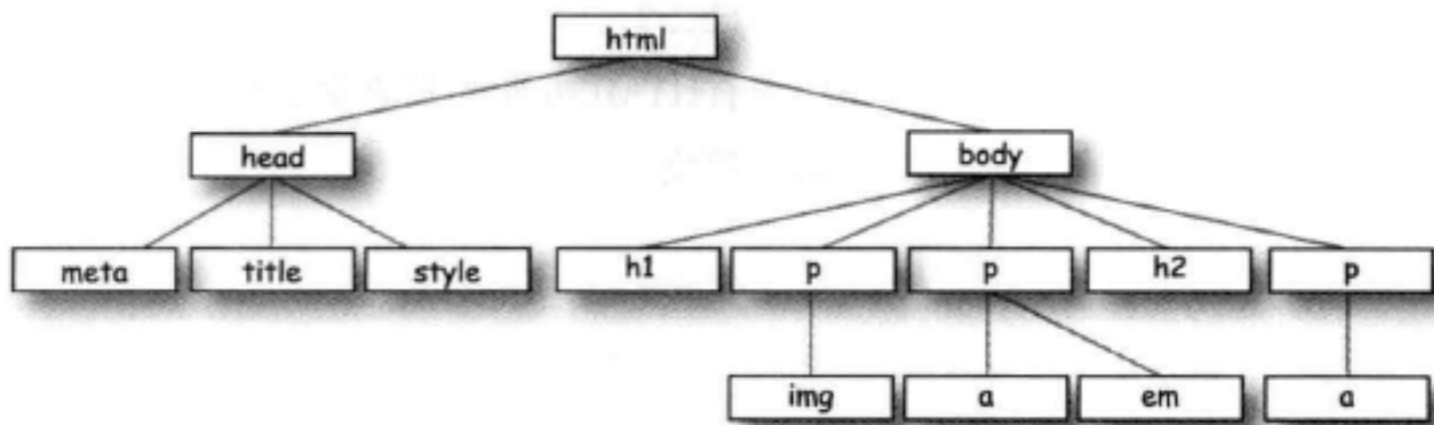 html
head body
meta title style h1 p p h2 p
img a em a